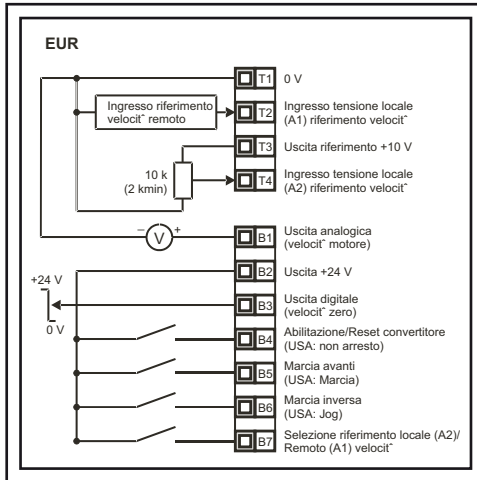 EUR
T1
0 V
Ingresso riferimento
velocitˆ remoto
T2
Ingresso tensione locale
(A1) riferimento velocitˆ
T3
Uscita riferimento +10 V
10 k
(2 kmin)
T4
Ingresso tensione locale
(A2) riferimento velocitˆ
– V +
B1
Uscita analogica
(velocitˆ motore)
B2
Uscita +24 V
+24 V
0 V
B3
Uscita digitale
(velocitˆ zero)
B4
Abilitazione/Reset convertitore
(USA: non arresto)
B5
Marcia avanti
(USA: Marcia)
B6
Marcia inversa
(USA: Jog)
B7
Selezione riferimento locale (A2)/
Remoto (A1) velocitˆ